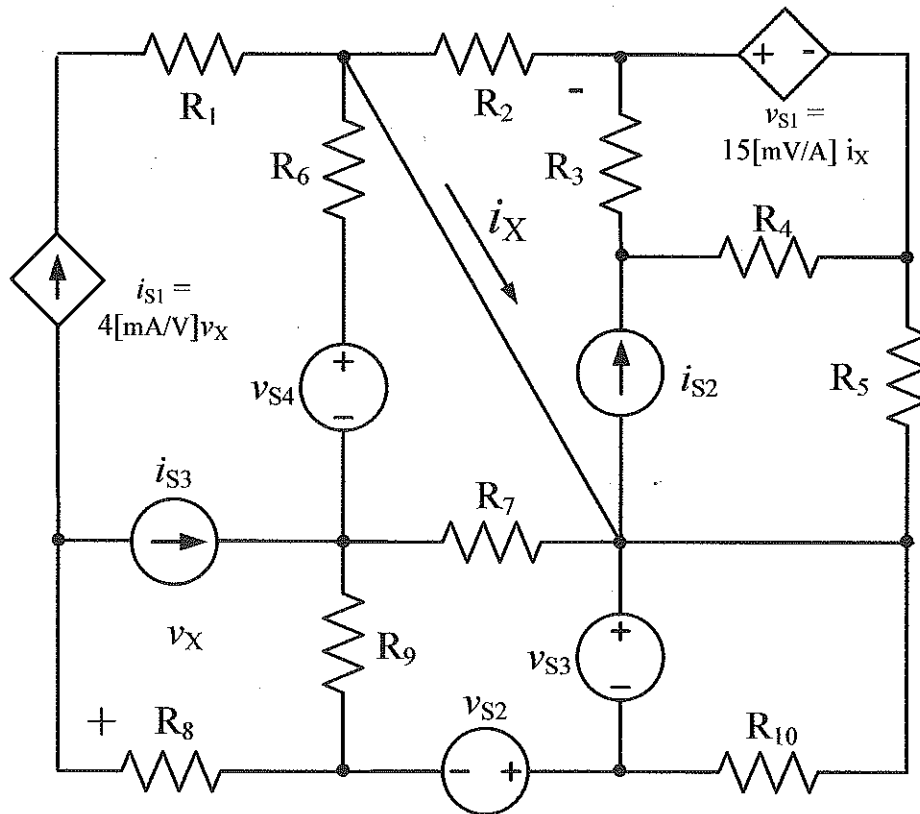 R1
R2
-
+ -
vS1 =
15[mV/A] iX
R6
R3
iX
R4
iS1 =
4[mA/V]vX
+
vS4
-
iS2
R5
iS3
R7
vX
R9
+
vS3
-
+
R8
vS2
- +
R10